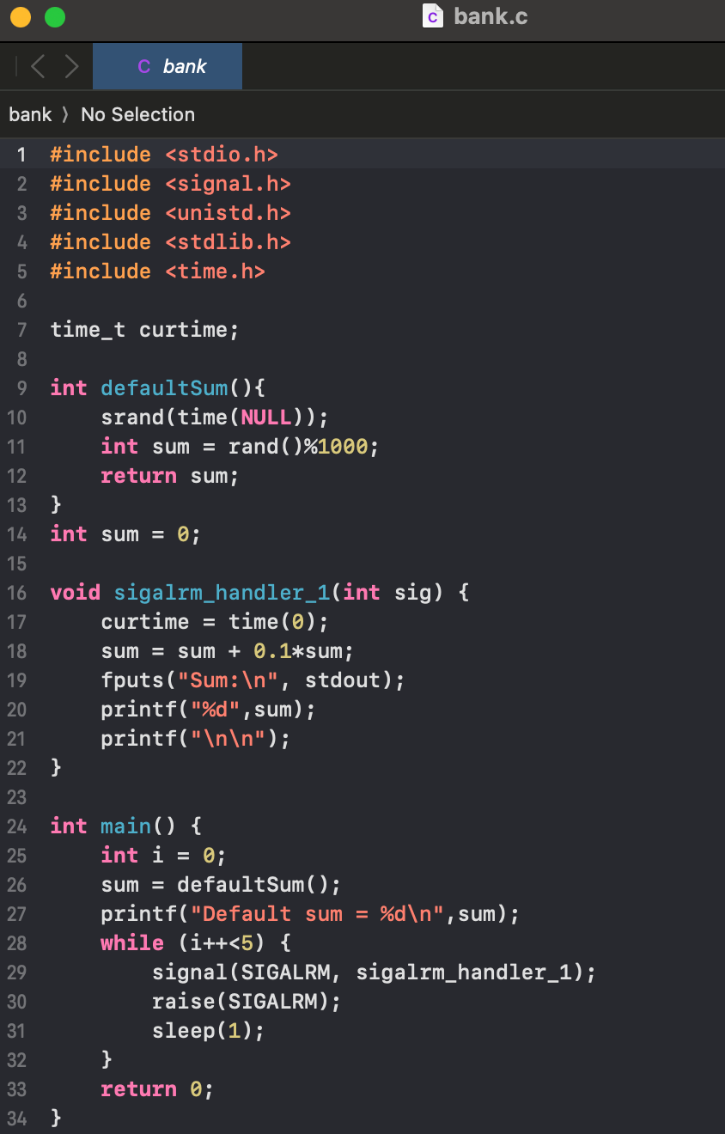 bank.c
C bank
bank 〉 No Selection
1 #include <stdio.h>
2 #include <signal.h>
3 #include <unistd.h>
4 #include <stdlib.h>
5 #include <time.h>
6
7 time_t curtime;
8
9 int defaultSum(){
10     srand(time(NULL));
11     int sum = rand()%1000;
12     return sum;
13 }
14 int sum = 0;
15
16 void sigalrm_handler_1(int sig) {
17     curtime = time(0);
18     sum = sum + 0.1*sum;
19     fputs("Sum:\n", stdout);
20     printf("%d",sum);
21     printf("\n\n");
22 }
23
24 int main() {
25     int i = 0;
26     sum = defaultSum();
27     printf("Default sum = %d\n",sum);
28     while (i++<5) {
29         signal(SIGALRM, sigalrm_handler_1);
30         raise(SIGALRM);
31         sleep(1);
32     }
33     return 0;
34 }